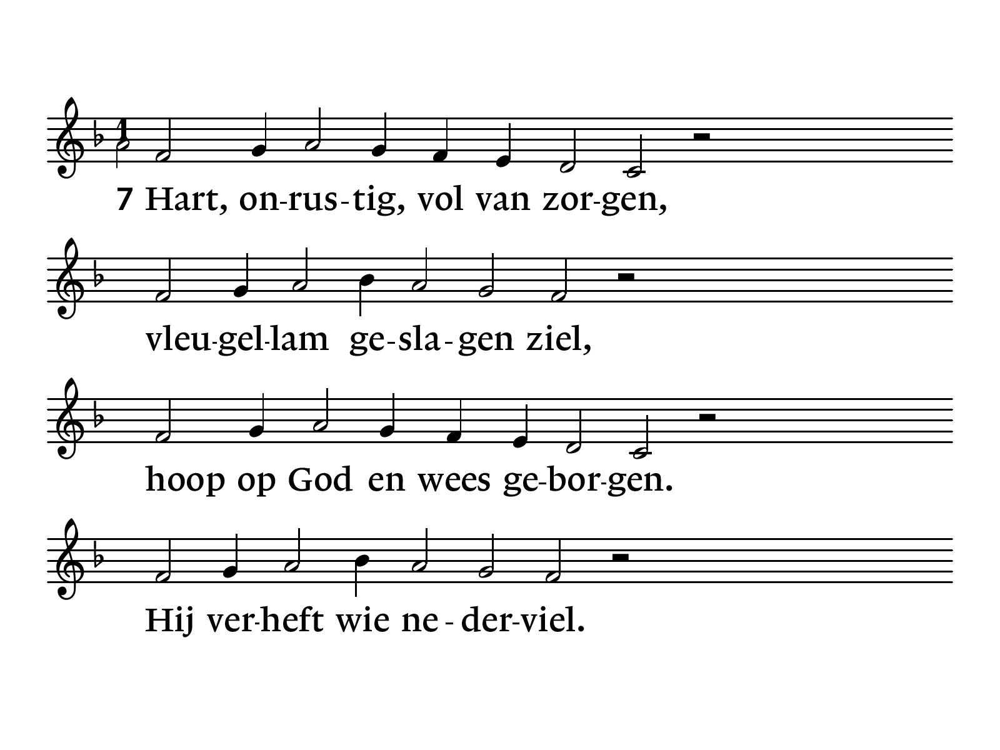 1
7 Hart, on-rus-tig, vol van zor-gen,
vleu-gel-lam ge-sla-gen ziel,
hoop op God en wees ge-bor-gen.
Hij ver-heft wie ne-der-viel.